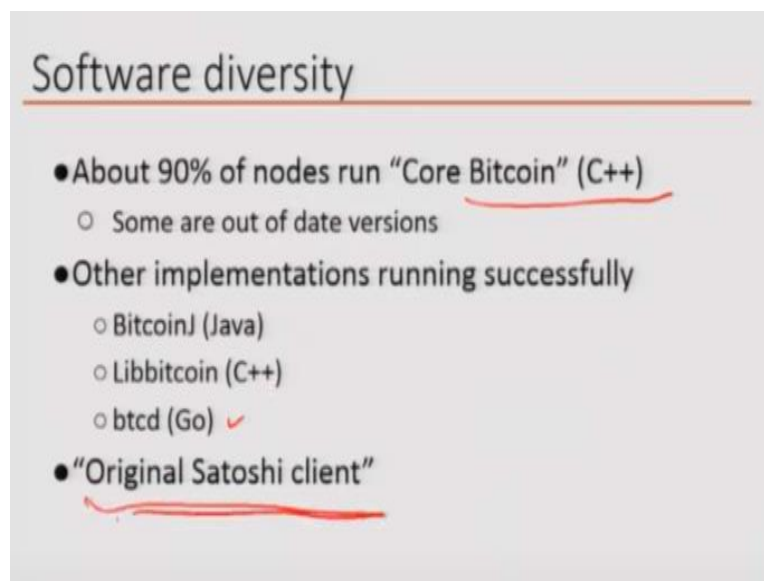 Software diversity
●About 90% of nodes run “Core Bitcoin” (C++)
○ Some are out of date versions
●Other implementations running successfully
○ BitcoinJ (Java)
○ Libbitcoin (C++)
○ btcd (Go) ✓
●“Original Satoshi client”